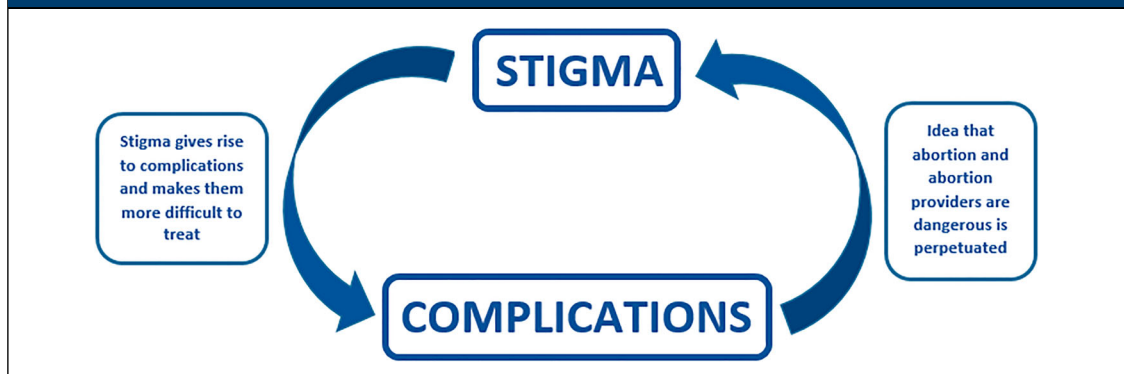 STIGMA
Stigma gives rise
to complications
and makes them
more difficult to
treat
Idea that
abortion and
abortion
providers are
dangerous is
perpetuated
COMPLICATIONS